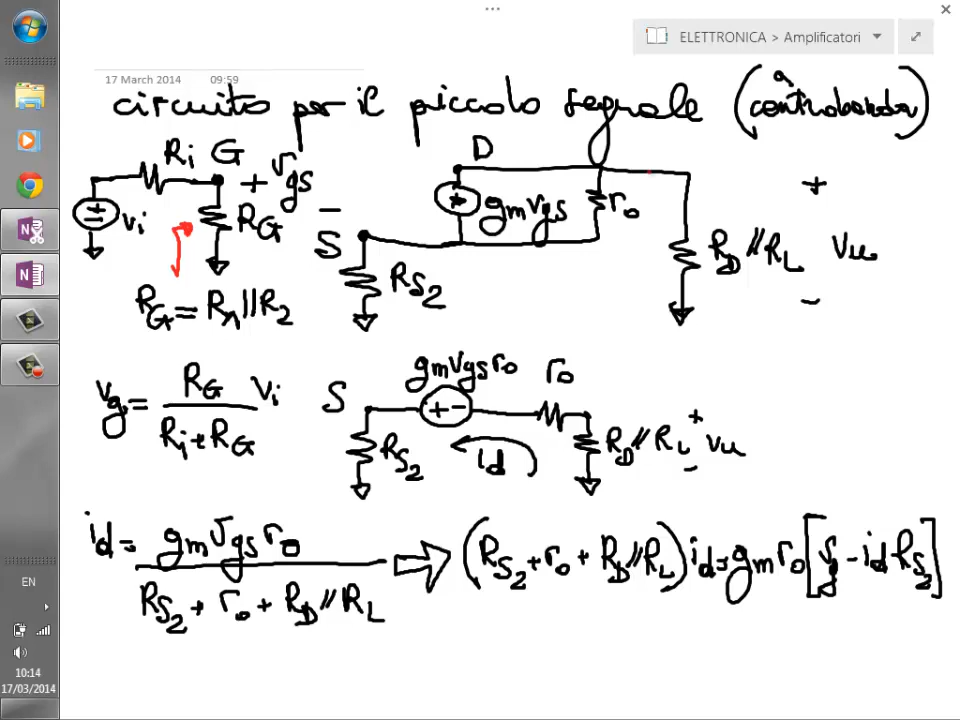 ELETTRONICA > Amplificatori
17 March 2014 09:59
circuito per il piccolo segnale (a
controbanda)
Ri G + vgs −
vi
RG
RG = R1//R2
D
gmvgs
ro
S
RS2
RD//RL
+
vu
−
vg = RG / (Ri + RG) vi
S
gmvgsro
+ −
ro
RS2
id
RD//RL
+
vu
−
id = gmvgsro / (RS2 + ro + RD//RL) ⇒ (RS2 + ro + RD//RL) id = gmro [vg − id RS2]
EN
10:14
17/03/2014